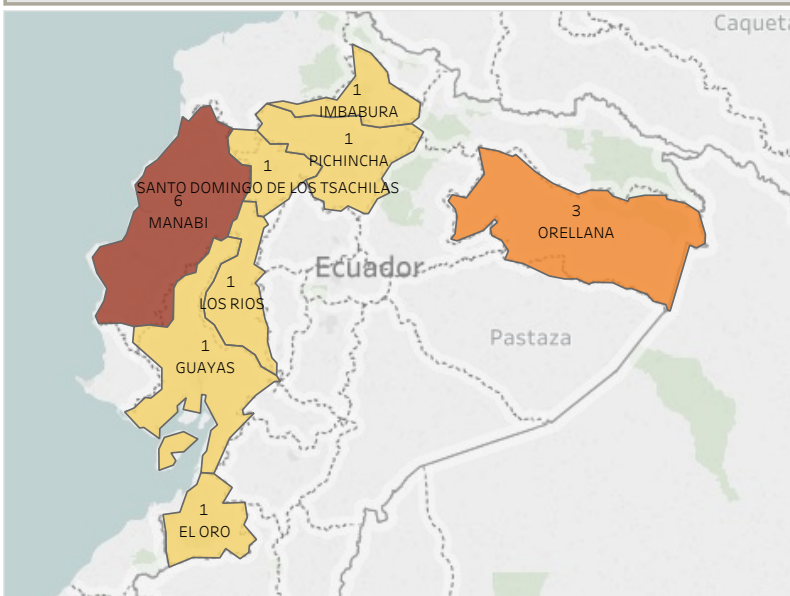 Caqueta
1
IMBABURA
1
PICHINCHA
1
SANTO DOMINGO DE LOS TSACHILAS
6
MANABI
3
ORELLANA
Ecuador
1
LOS RIOS
Pastaza
1
GUAYAS
1
EL ORO